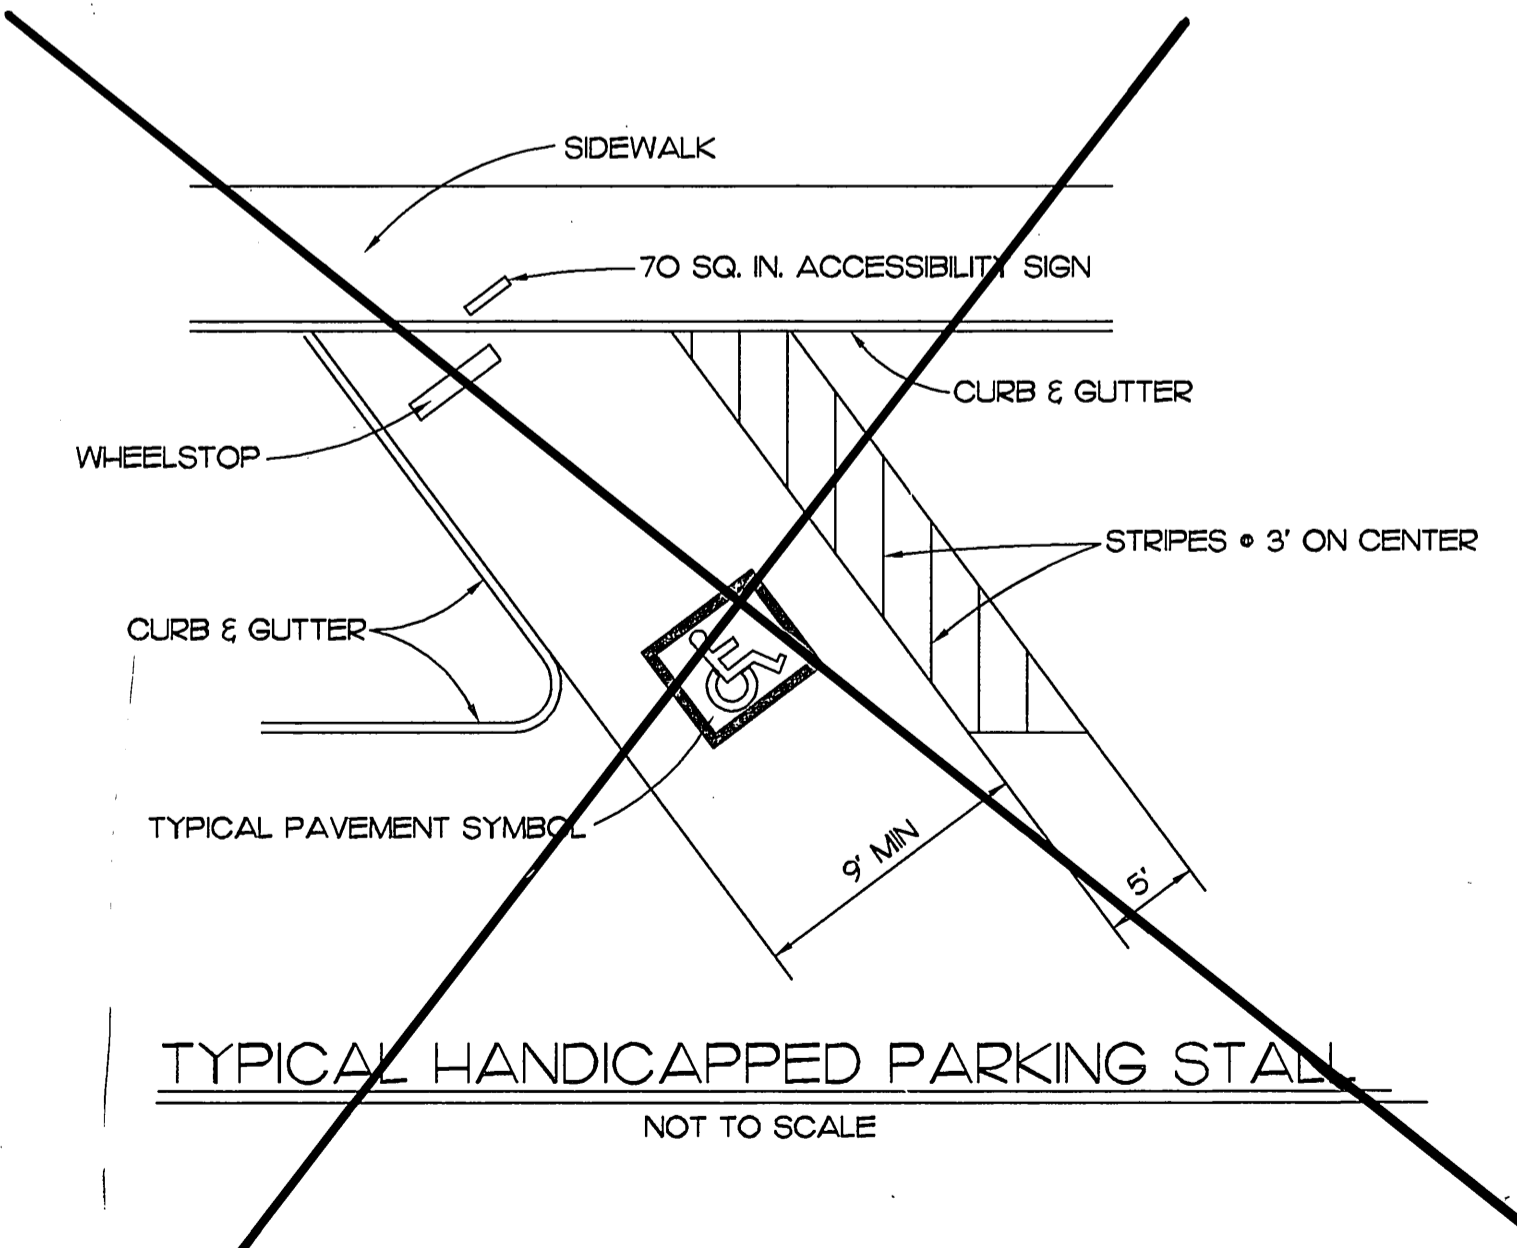 SIDEWALK
70 SQ. IN. ACCESSIBILITY SIGN
CURB & GUTTER
WHEELSTOP
STRIPES @ 3' ON CENTER
CURB & GUTTER
TYPICAL PAVEMENT SYMBOL
9' MIN
5'
TYPICAL HANDICAPPED PARKING STALL
NOT TO SCALE